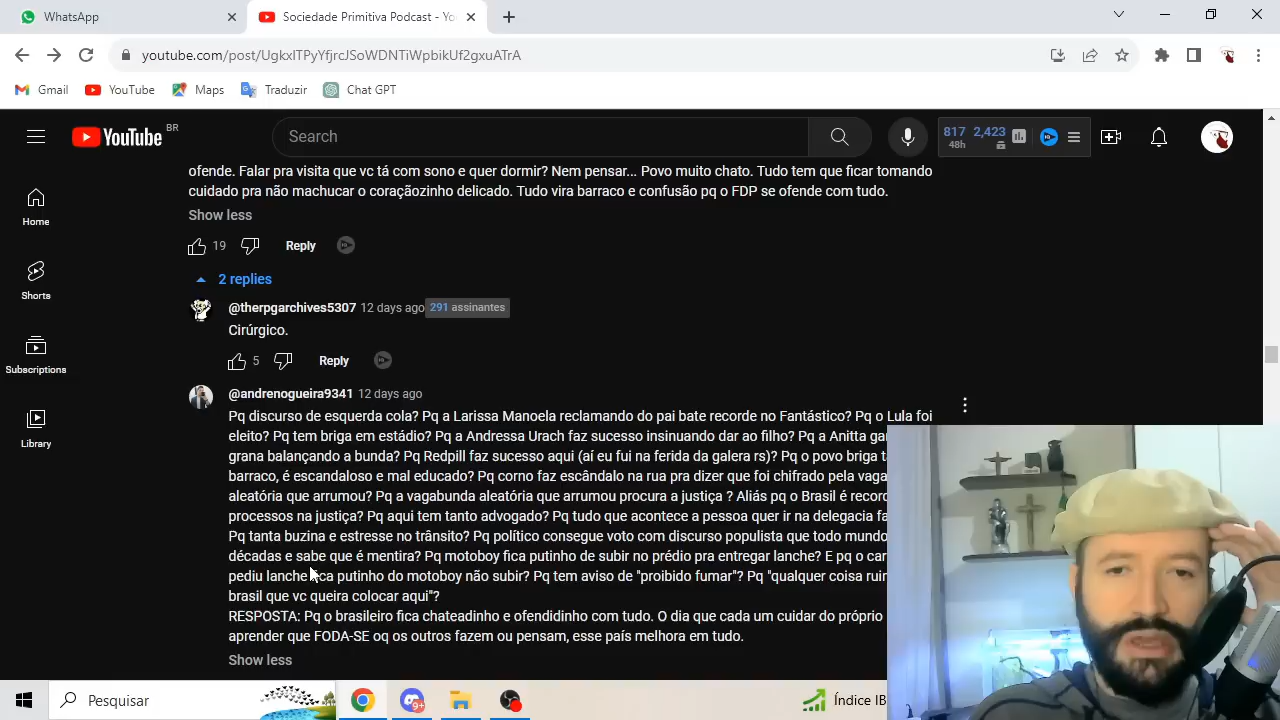 WhatsApp
Sociedade Primitiva Podcast - Yo
youtube.com/post/UgkxlTPyYfjrcJSoWDNTiWpbikUf2gxuATrA
Gmail
YouTube
Maps
Traduzir
Chat GPT
YouTube BR
Search
817 2,423
48h
ofende. Falar pra visita que vc tá com sono e quer dormir? Nem pensar... Povo muito chato. Tudo tem que ficar tomando
cuidado pra não machucar o coraçãozinho delicado. Tudo vira barraco e confusão pq o FDP se ofende com tudo.
Show less
19
Reply
2 replies
@therpgarchives5307 12 days ago 291 assinantes
Cirúrgico.
5
Reply
@andrenogueira9341 12 days ago
Pq discurso de esquerda cola? Pq a Larissa Manoela reclamando do pai bate recorde no Fantástico? Pq o Lula foi
eleito? Pq tem briga em estádio? Pq a Andressa Urach faz sucesso insinuando dar ao filho? Pq a Anitta ga
grana balançando a bunda? Pq Redpill faz sucesso aqui (aí eu fui na ferida da galera rs)? Pq o povo briga t
barraco, é escandaloso e mal educado? Pq corno faz escândalo na rua pra dizer que foi chifrado pela vaga
aleatória que arrumou? Pq a vagabunda aleatória que arrumou procura a justiça ? Aliás pq o Brasil é recor
processos na justiça? Pq aqui tem tanto advogado? Pq tudo que acontece a pessoa quer ir na delegacia fa
Pq tanta buzina e estresse no trânsito? Pq político consegue voto com discurso populista que todo mundo
décadas e sabe que é mentira? Pq motoboy fica putinho de subir no prédio pra entregar lanche? E pq o car
pediu lanche fica putinho do motoboy não subir? Pq tem aviso de "proibido fumar"? Pq "qualquer coisa ruin
brasil que vc queira colocar aqui"?
RESPOSTA: Pq o brasileiro fica chateadinho e ofendidinho com tudo. O dia que cada um cuidar do próprio
aprender que FODA-SE oq os outros fazem ou pensam, esse país melhora em tudo.
Show less
Home
Shorts
Subscriptions
Library
Pesquisar
9+
Índice IB